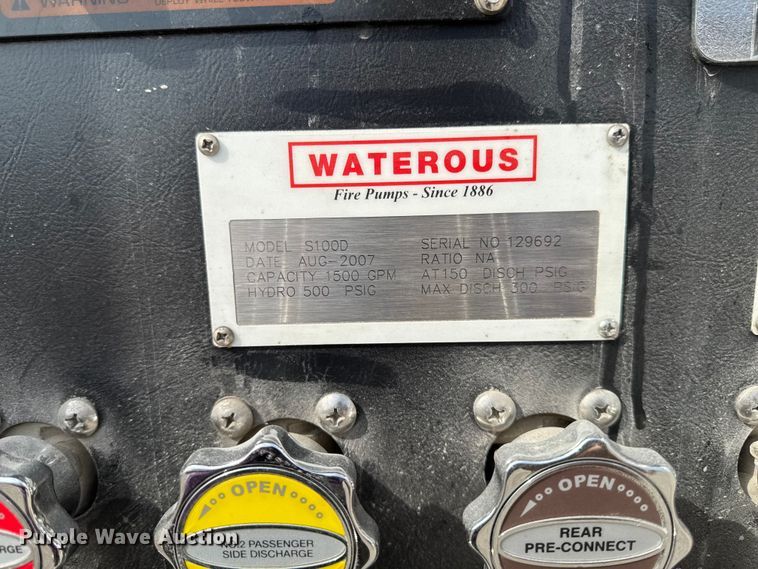 WARNING
WATEROUS
Fire Pumps - Since 1886
MODEL S100D SERIAL NO 129692
DATE AUG-2007 RATIO NA
CAPACITY 1500 GPM AT150 DISCH PSIG
HYDRO 500 PSIG MAX DISCH 300 PSIG
OPEN
OPEN
NO.2 PASSENGER
SIDE DISCHARGE
REAR
PRE-CONNECT
Purple Wave Auction